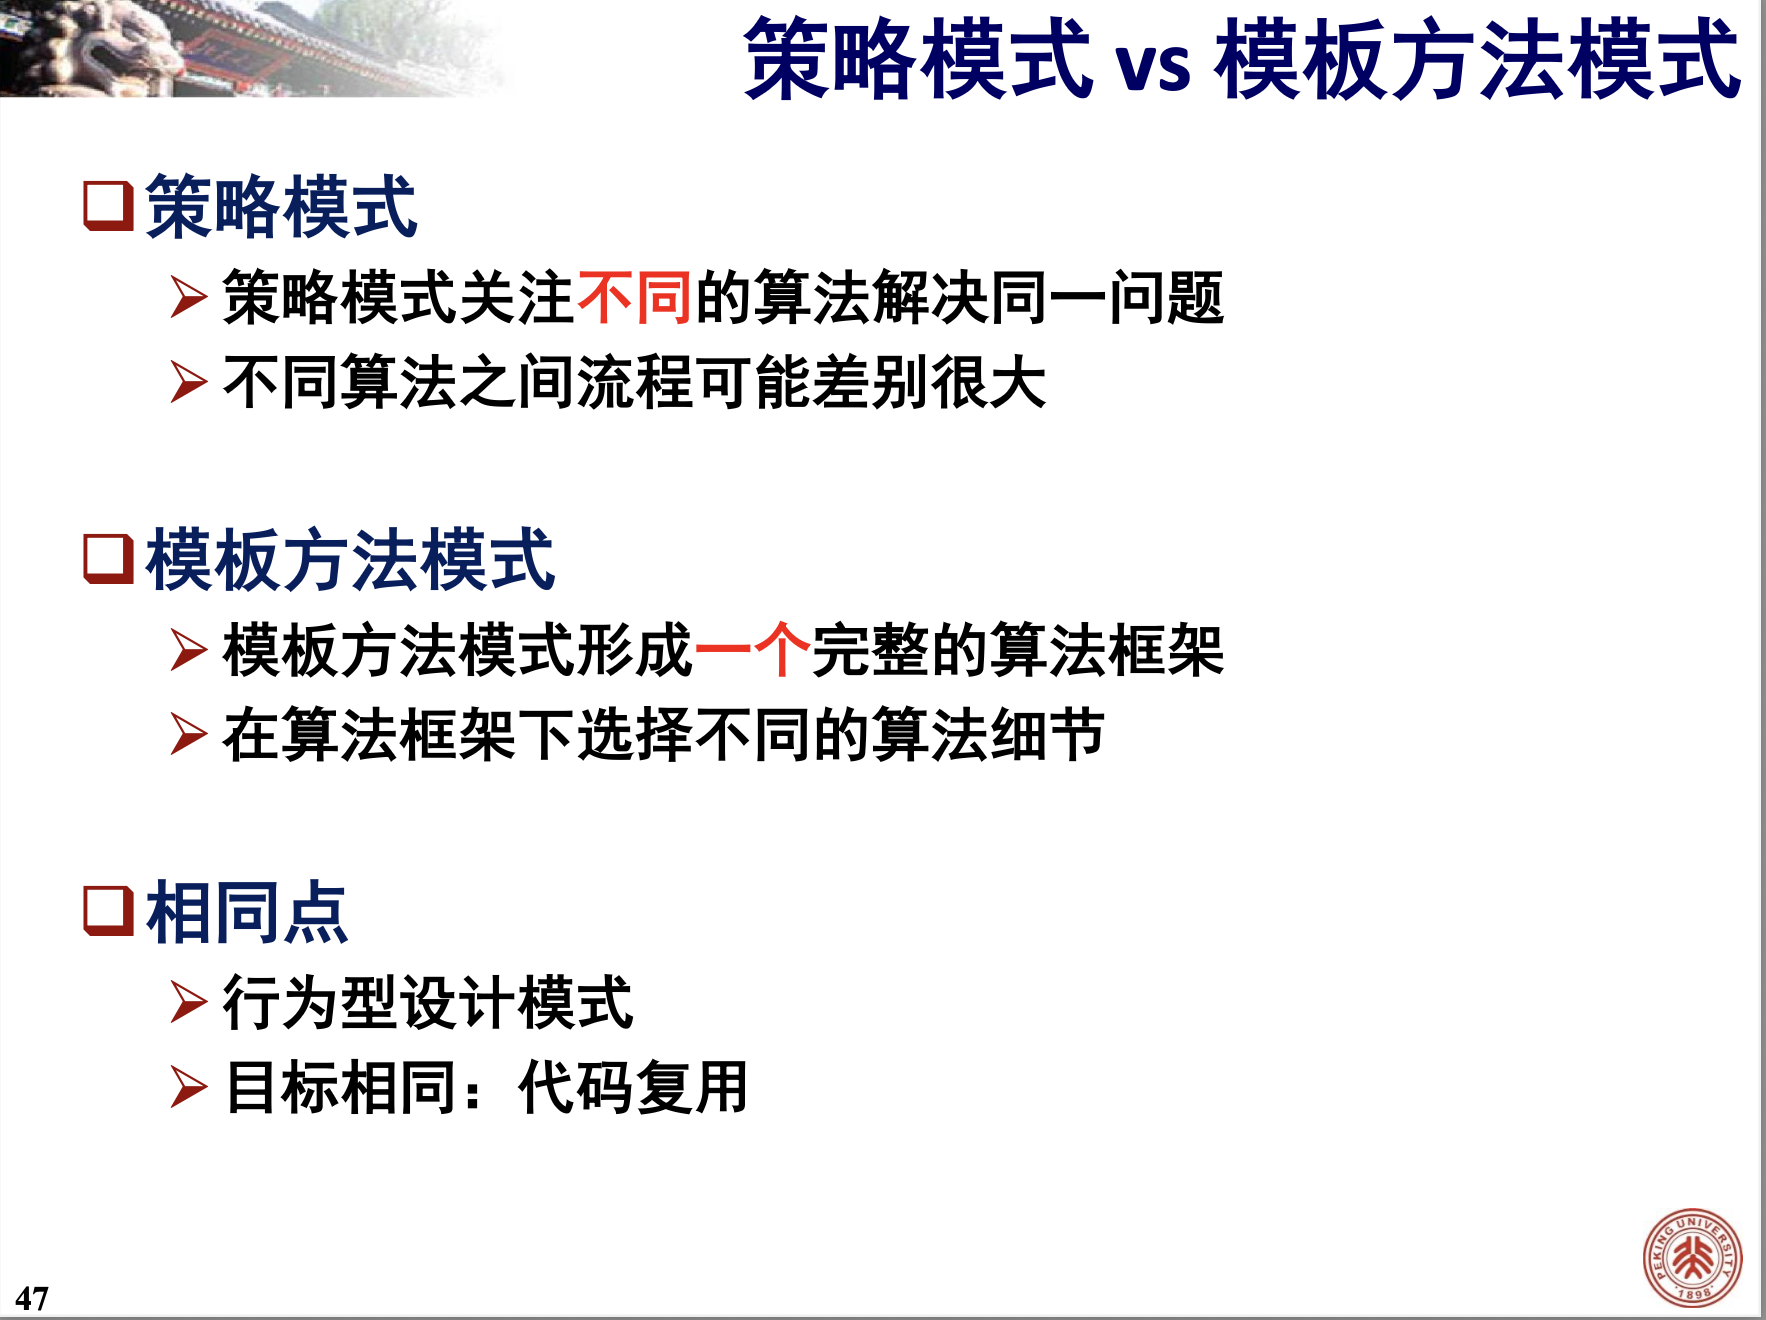 策略模式 vs 模板方法模式
策略模式
策略模式关注不同的算法解决同一问题
不同算法之间流程可能差别很大
模板方法模式
模板方法模式形成一个完整的算法框架
在算法框架下选择不同的算法细节
相同点
行为型设计模式
目标相同：代码复用
PEKING UNIVERSITY
1898
47